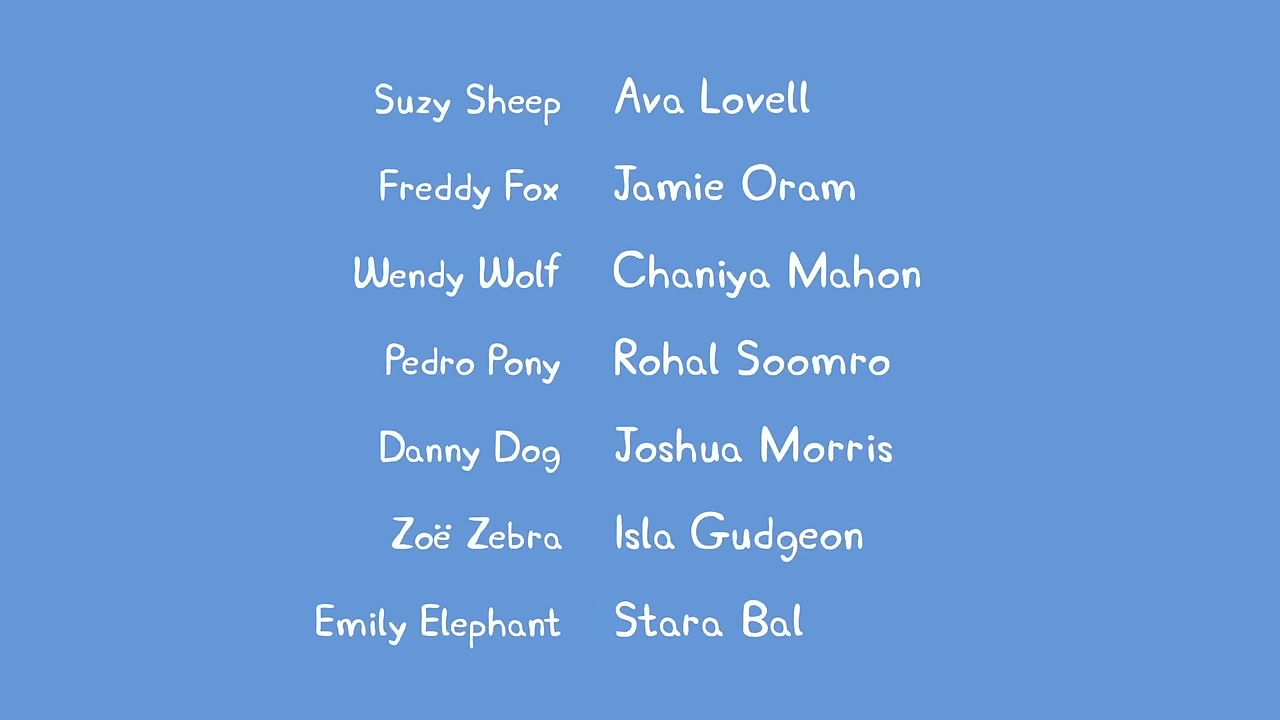 Suzy Sheep Ava Lovell
Freddy Fox Jamie Oram
Wendy Wolf Chaniya Mahon
Pedro Pony Rohal Soomro
Danny Dog Joshua Morris
Zoë Zebra Isla Gudgeon
Emily Elephant Stara Bal